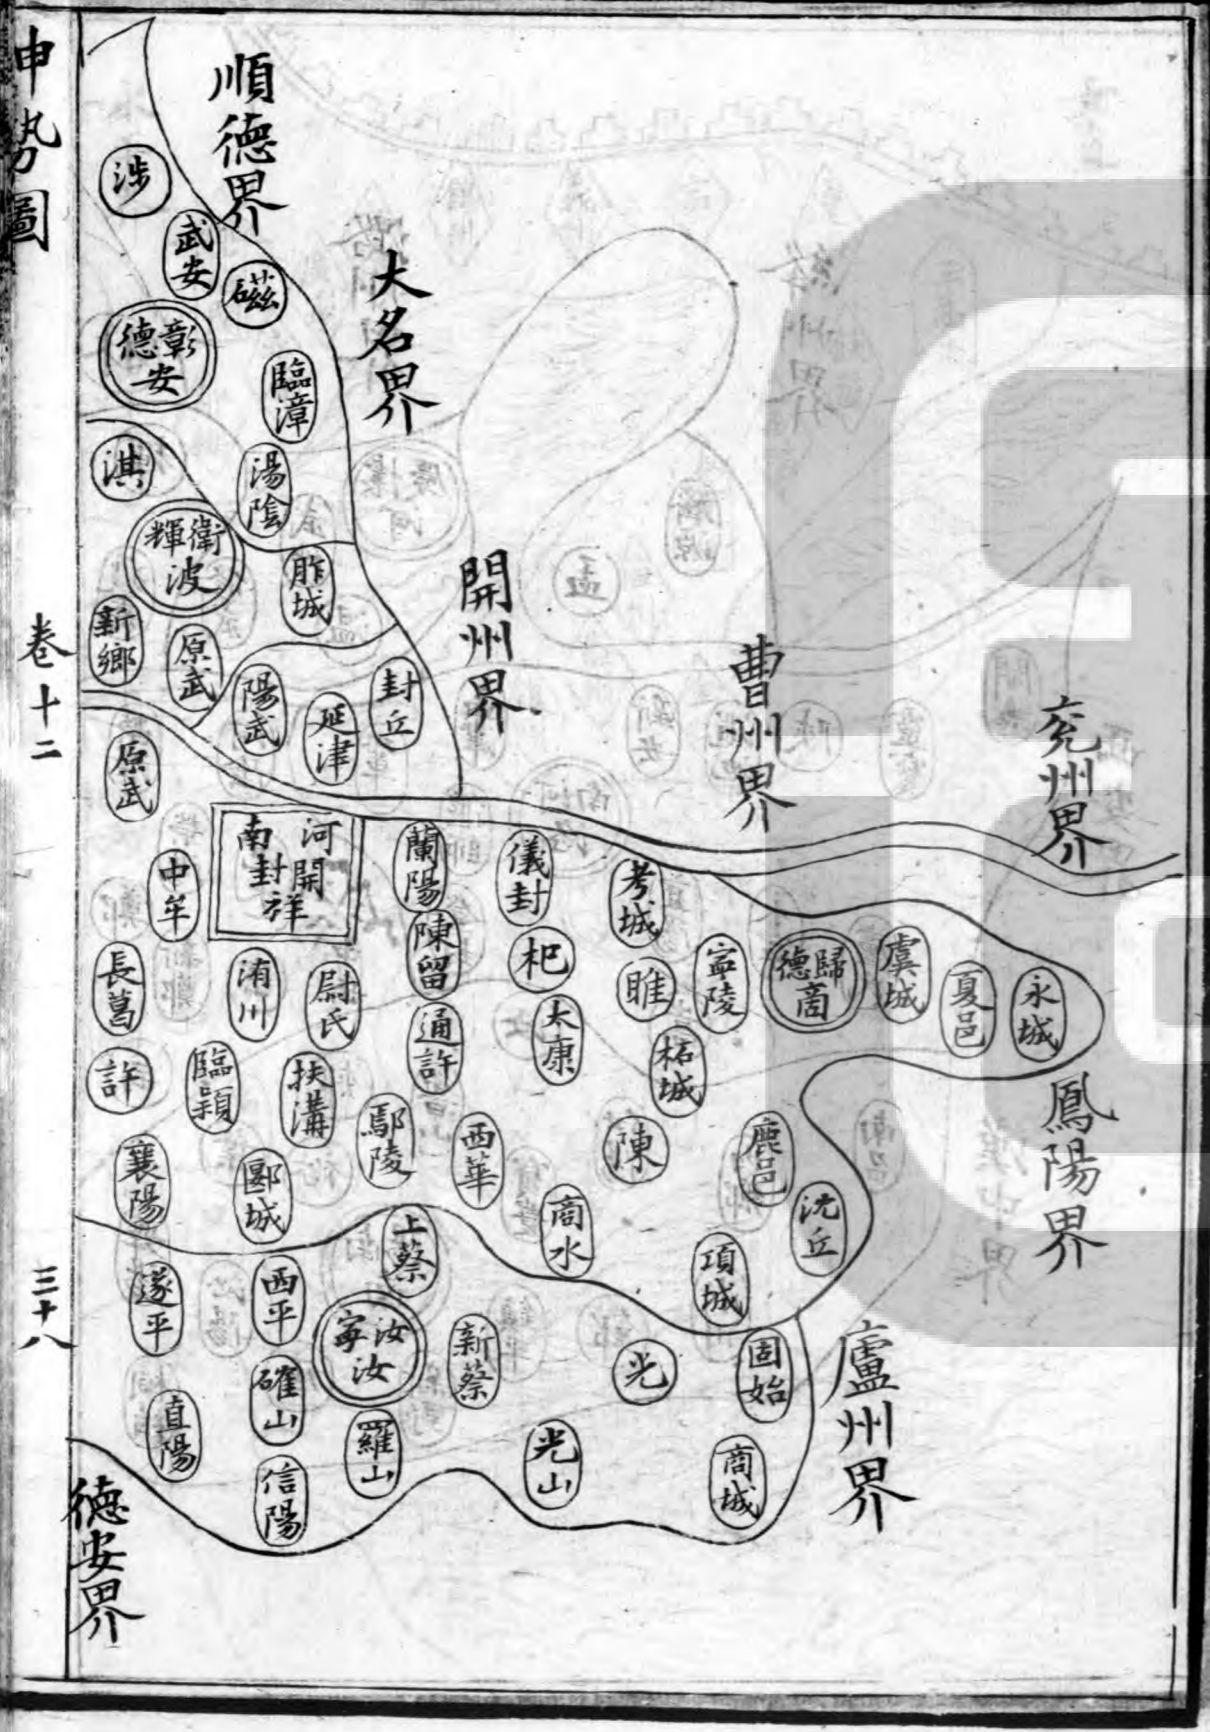 順德界
大名界
開州界
曹州界
兖州界
鳳陽界
廬州界
德安界
涉
武安
磁
彰德
安
臨漳
湯陰
淇
衛輝
波
胙城
新鄉
原武
陽武
延津
封丘
原武
河南
開封
祥
中牟
蘭陽
儀封
考城
陳留
杞
睢
寧陵
歸德
商
虞城
夏邑
永城
長葛
洧川
尉氏
通許
太康
柘城
許
臨潁
扶溝
鄢陵
西華
陳
鹿邑
襄陽
郾城
商水
沈丘
項城
上蔡
遂平
西平
汝寧
汝
新蔡
光
固始
確山
直陽
羅山
光山
商城
信陽
申勢圖
卷十二
三十八